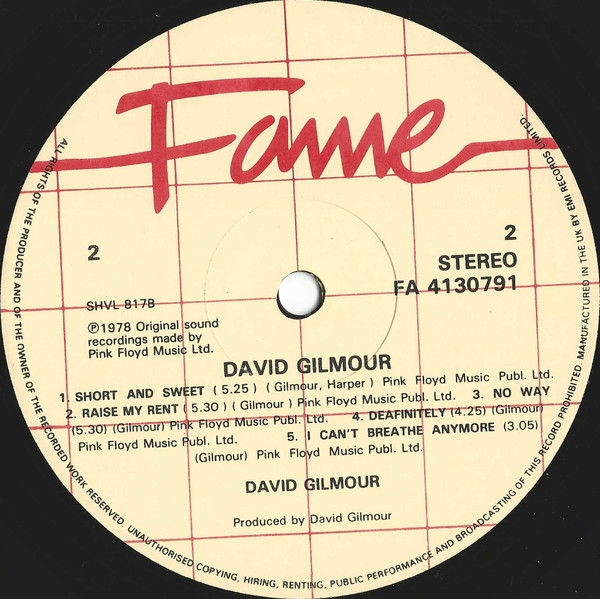 Fame
2
2
STEREO
FA 4130791
SHVL 817B
℗1978 Original sound
recordings made by
Pink Floyd Music Ltd.
DAVID GILMOUR
1. SHORT AND SWEET ( 5.25 ) ( Gilmour, Harper ) Pink Floyd Music Publ. Ltd.
2. RAISE MY RENT ( 5.30 ) ( Gilmour ) Pink Floyd Music Publ. Ltd. 3. NO WAY
(5.30) (Gilmour) Pink Floyd Music Publ. Ltd. 4. DEAFINITELY (4.25) (Gilmour)
Pink Floyd Music Publ. Ltd. 5. I CAN'T BREATHE ANYMORE (3.05)
(Gilmour) Pink Floyd Music Publ. Ltd.
DAVID GILMOUR
Produced by David Gilmour
ALL RIGHTS OF THE PRODUCER AND OF THE OWNER OF THE RECORDED WORK RESERVED. UNAUTHORISED COPYING, HIRING, RENTING, PUBLIC PERFORMANCE AND BROADCASTING OF THIS RECORD PROHIBITED. MANUFACTURED IN THE UK BY EMI RECORDS LIMITED.